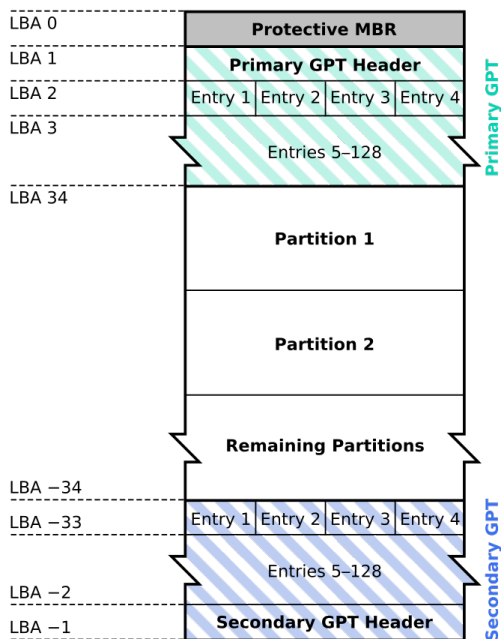 LBA 0
Protective MBR
LBA 1
Primary GPT Header
LBA 2
Entry 1 Entry 2 Entry 3 Entry 4
LBA 3
Entries 5–128
Primary GPT
LBA 34
Partition 1
Partition 2
Remaining Partitions
LBA −34
LBA −33
Entry 1 Entry 2 Entry 3 Entry 4
Entries 5–128
LBA −2
Secondary GPT Header
LBA −1
Secondary GPT